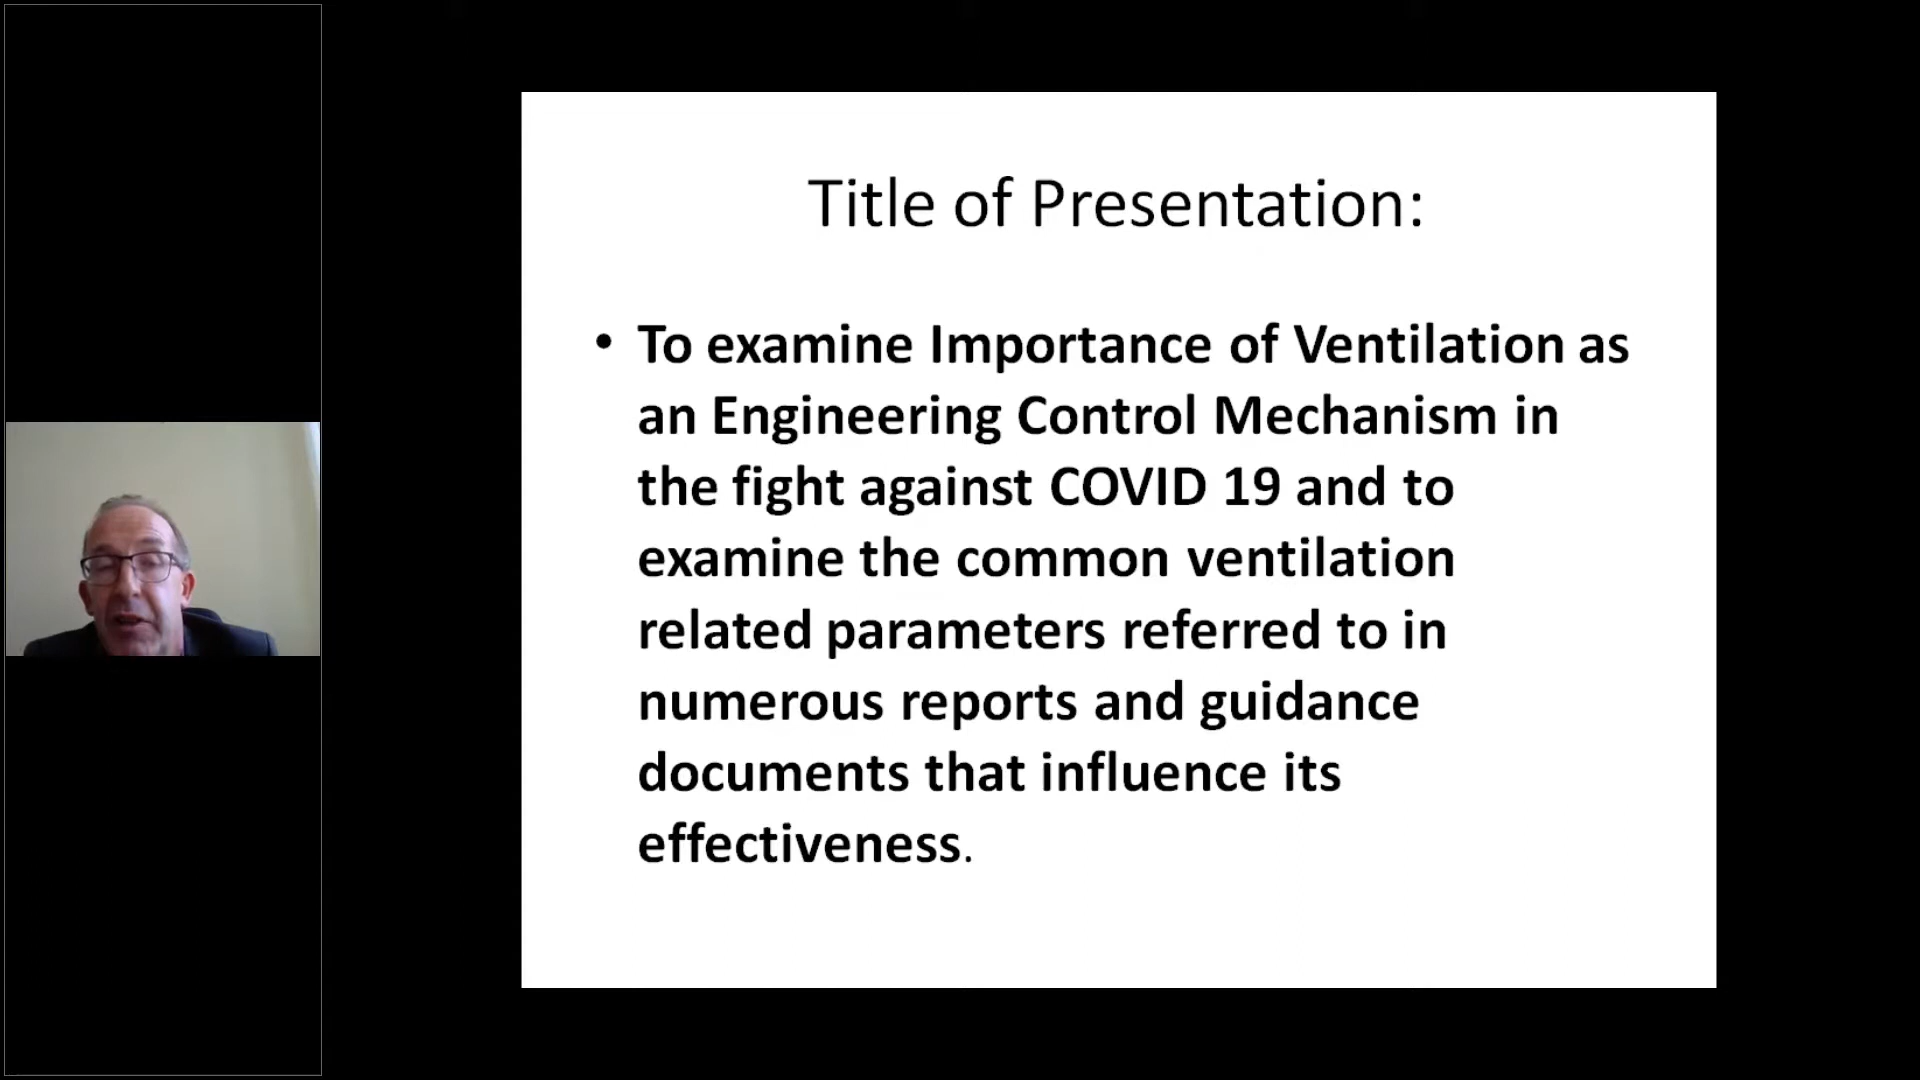 Title of Presentation:
• To examine Importance of Ventilation as
an Engineering Control Mechanism in
the fight against COVID 19 and to
examine the common ventilation
related parameters referred to in
numerous reports and guidance
documents that influence its
effectiveness.